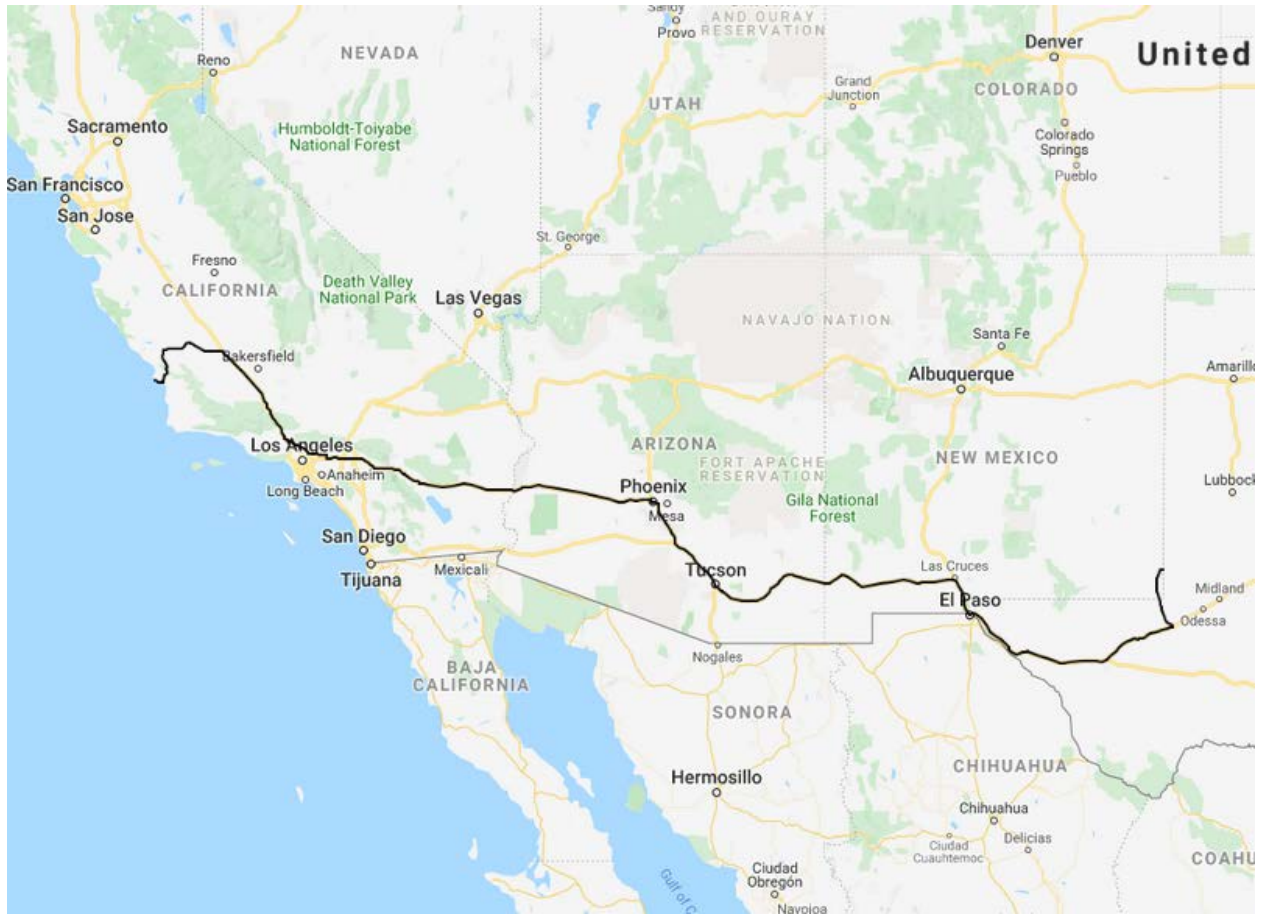 Sandy
Provo
AND OURAY
RESERVATION
Denver
United
NEVADA
Reno
Grand
Junction
COLORADO
UTAH
Sacramento
Humboldt-Toiyabe
National Forest
Colorado
Springs
Pueblo
San Francisco
San Jose
St. George
Fresno
CALIFORNIA
Death Valley
National Park
Las Vegas
NAVAJO NATION
Santa Fe
Bakersfield
Albuquerque
Amarillo
Los Angeles
Anaheim
Long Beach
ARIZONA
FORT APACHE
RESERVATION
NEW MEXICO
Phoenix
Mesa
Gila National
Forest
Lubbock
San Diego
Tijuana
Mexicali
Tucson
Las Cruces
El Paso
Midland
Odessa
Nogales
BAJA
CALIFORNIA
SONORA
Hermosillo
CHIHUAHUA
Chihuahua
Delicias
Ciudad
Cuauhtemoc
COAHU
Ciudad
Obregón
Navojoa
Gulf of C